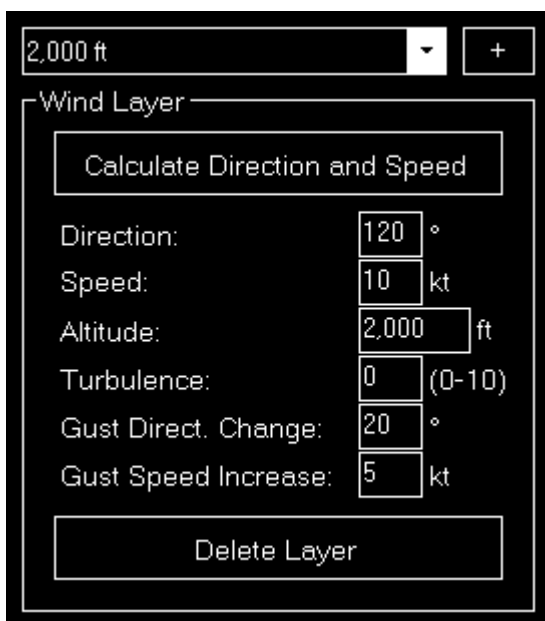 2,000 ft +
Wind Layer
Calculate Direction and Speed
Direction: 120 °
Speed: 10 kt
Altitude: 2,000 ft
Turbulence: 0 (0-10)
Gust Direct. Change: 20 °
Gust Speed Increase: 5 kt
Delete Layer